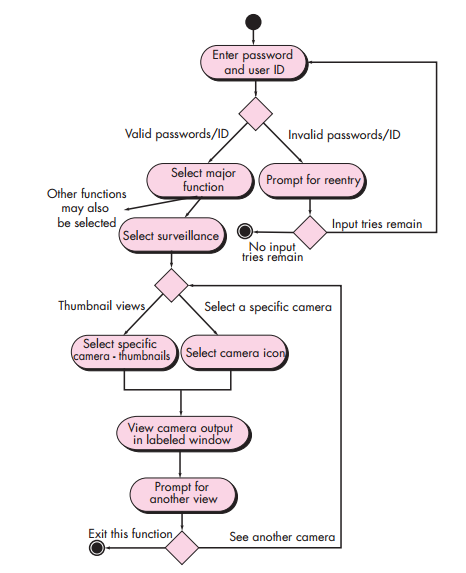 Enter password
and user ID
Valid passwords/ID
Invalid passwords/ID
Select major
function
Prompt for reentry
Other functions
may also
be selected
Input tries remain
Select surveillance
No input
tries remain
Thumbnail views
Select a specific camera
Select specific
camera - thumbnails
Select camera icon
View camera output
in labeled window
Prompt for
another view
Exit this function
See another camera